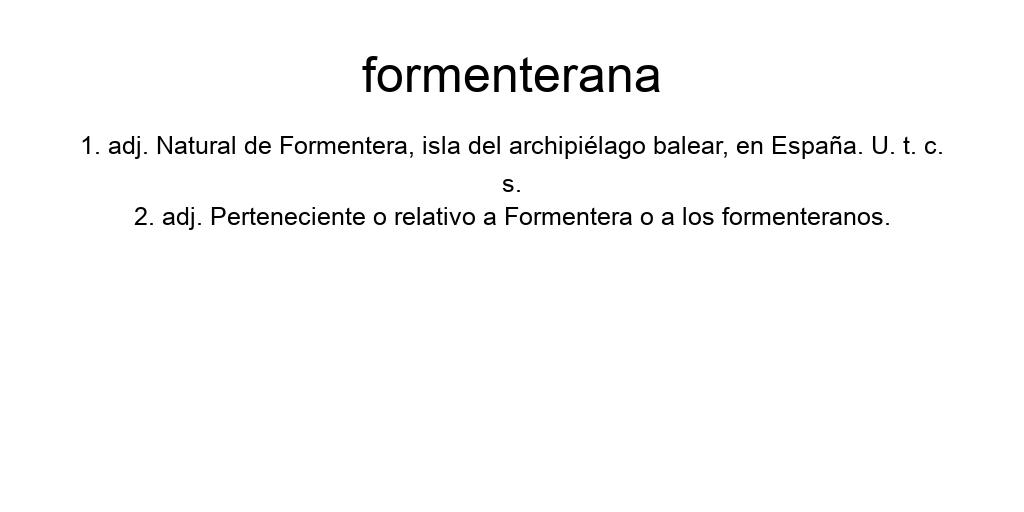 formenterana
1. adj. Natural de Formentera, isla del archipiélago balear, en España. U. t. c.
s.
2. adj. Perteneciente o relativo a Formentera o a los formenteranos.